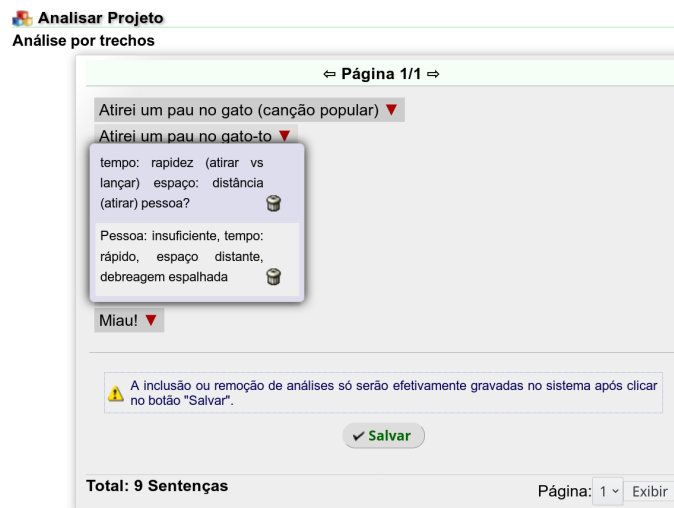 Analisar Projeto
Análise por trechos
⇦ Página 1/1 ⇨
Atirei um pau no gato (canção popular) ▼
Atirei um pau no gato-to ▼
tempo: rapidez (atirar vs
lançar) espaço: distância
(atirar) pessoa?
Pessoa: insuficiente, tempo:
rápido, espaço distante,
debreagem espalhada
Miau! ▼
A inclusão ou remoção de análises só serão efetivamente gravadas no sistema após clicar
no botão "Salvar".
Salvar
Total: 9 Sentenças
Página: 1 Exibir